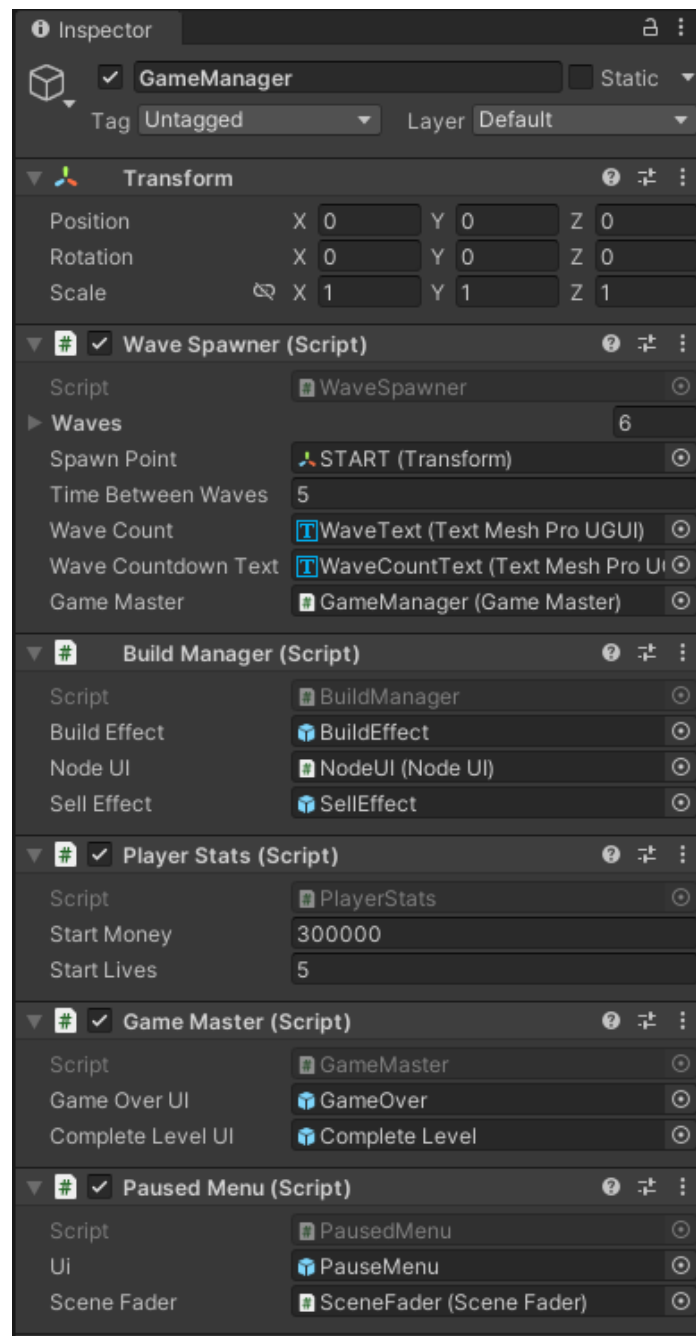 Inspector
GameManager Static
Tag Untagged Layer Default
Transform
Position X 0 Y 0 Z 0
Rotation X 0 Y 0 Z 0
Scale X 1 Y 1 Z 1
# Wave Spawner (Script)
Script # WaveSpawner
Waves 6
Spawn Point START (Transform)
Time Between Waves 5
Wave Count T WaveText (Text Mesh Pro UGUI)
Wave Countdown Text T WaveCountText (Text Mesh Pro U
Game Master # GameManager (Game Master)
# Build Manager (Script)
Script # BuildManager
Build Effect BuildEffect
Node UI # NodeUI (Node UI)
Sell Effect SellEffect
# Player Stats (Script)
Script # PlayerStats
Start Money 300000
Start Lives 5
# Game Master (Script)
Script # GameMaster
Game Over UI GameOver
Complete Level UI Complete Level
# Paused Menu (Script)
Script # PausedMenu
Ui PauseMenu
Scene Fader # SceneFader (Scene Fader)